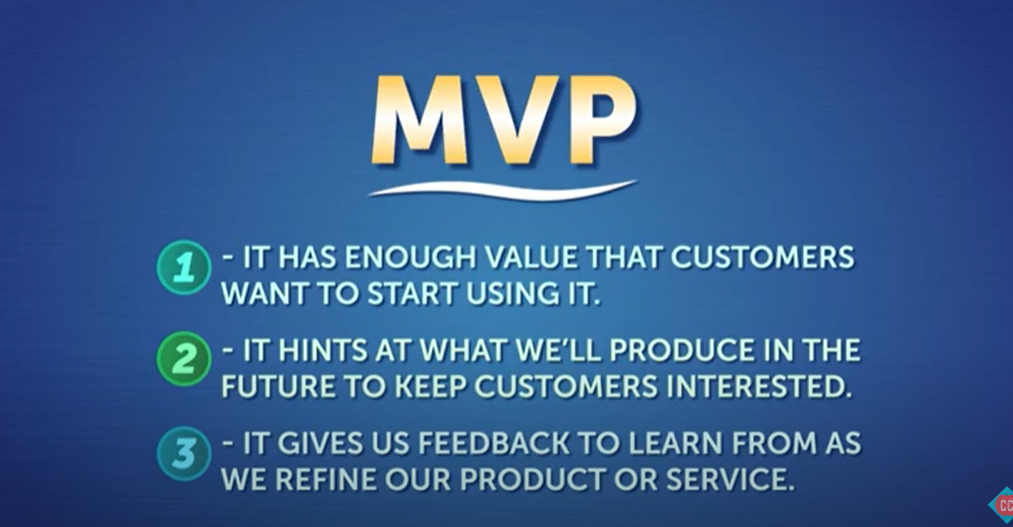 MVP
1 - IT HAS ENOUGH VALUE THAT CUSTOMERS
WANT TO START USING IT.
2 - IT HINTS AT WHAT WE'LL PRODUCE IN THE
FUTURE TO KEEP CUSTOMERS INTERESTED.
3 - IT GIVES US FEEDBACK TO LEARN FROM AS
WE REFINE OUR PRODUCT OR SERVICE.
CC